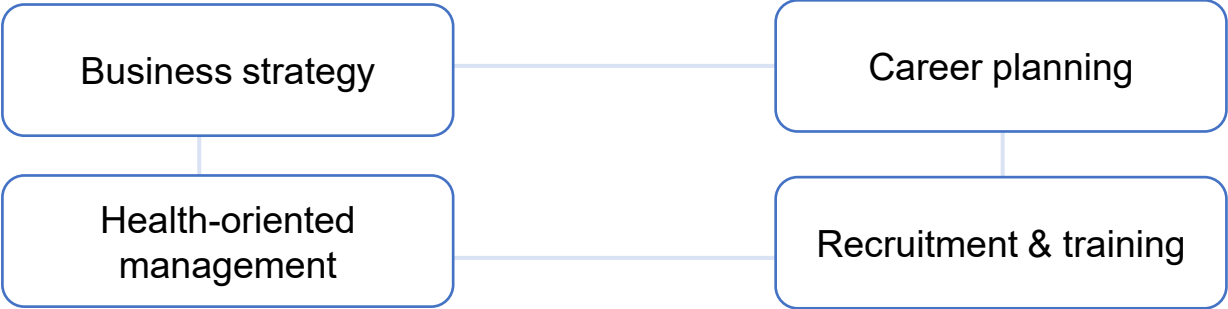 Business strategy
Career planning
Health-oriented
management
Recruitment & training